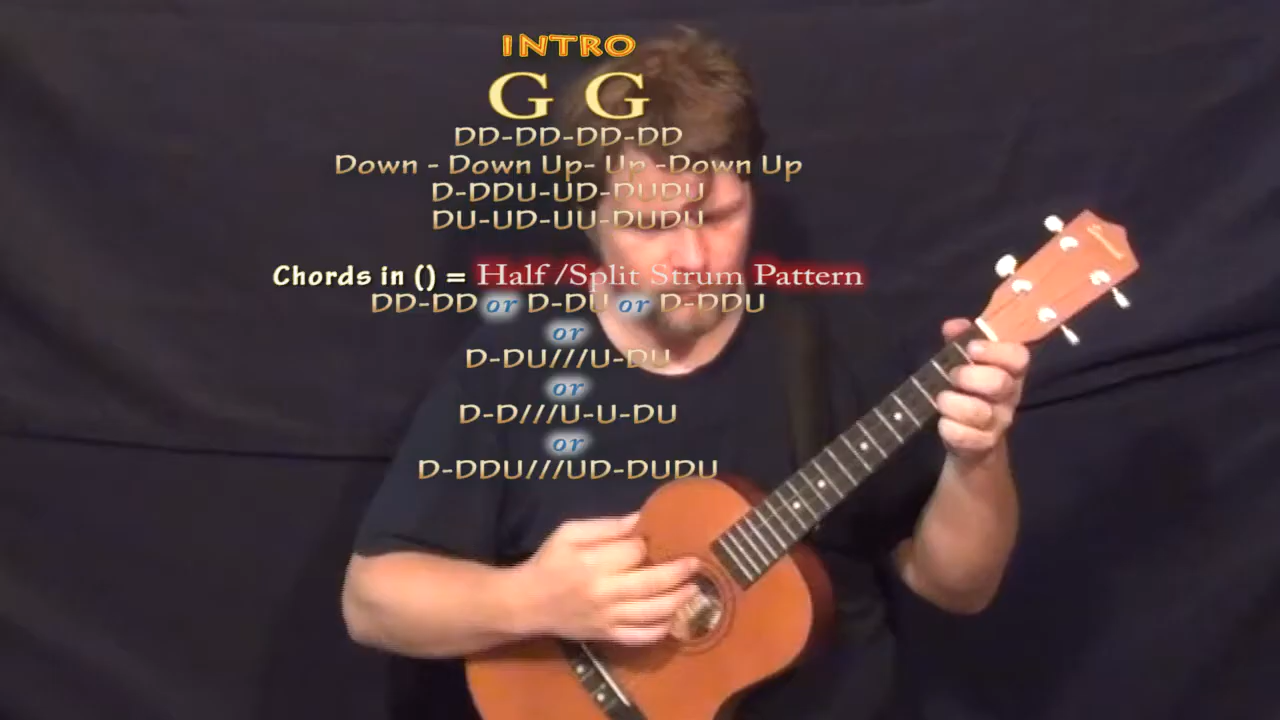 INTRO
G G
DD-DD-DD-DD
Down - Down Up- Up -Down Up
D-DDU-UD-DUDU
DU-UD-UU-DUDU
Chords in () = Half /Split Strum Pattern
DD-DD or D-DU or D-DDU
or
D-DU///U-DU
or
D-D///U-U-DU
or
D-DDU///UD-DUDU